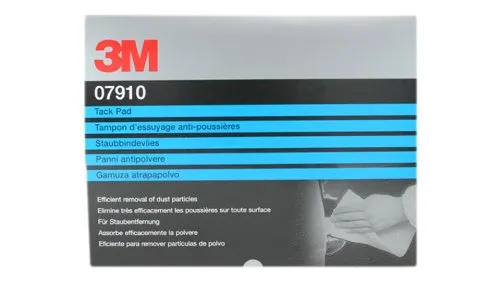 3M
07910
Tack Pad
Tampon d'essuyage anti-poussières
Staubbindevlies
Panni antipolvere
Gamuza atrapapolvo
Efficient removal of dust particles
Elimine très efficacement les poussières sur toute surface
Für Staubentfernung
Assorbe efficacemente la polvere
Eficiente para remover particulas de polvo